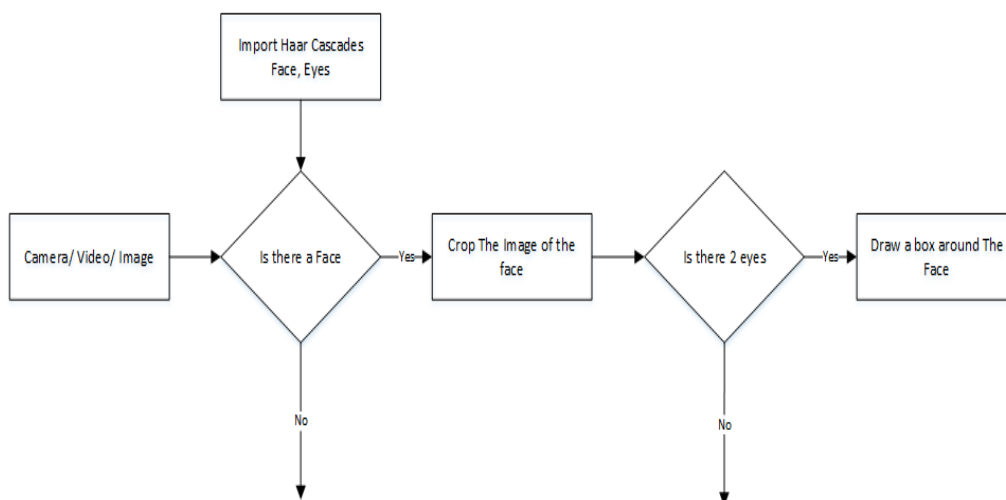 Import Haar Cascades
Face, Eyes
Camera/ Video/ Image
Is there a Face
Yes
Crop The Image of the
face
Is there 2 eyes
Yes
Draw a box around The
Face
No
No